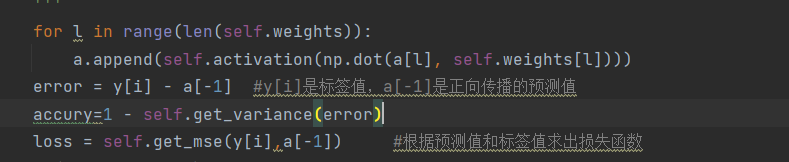 for l in range(len(self.weights)):
a.append(self.activation(np.dot(a[l], self.weights[l])))
error = y[i] - a[-1] #y[i]是标签值，a[-1]是正向传播的预测值
accury=1 - self.get_variance(error)
loss = self.get_mse(y[i],a[-1]) #根据预测值和标签值求出损失函数